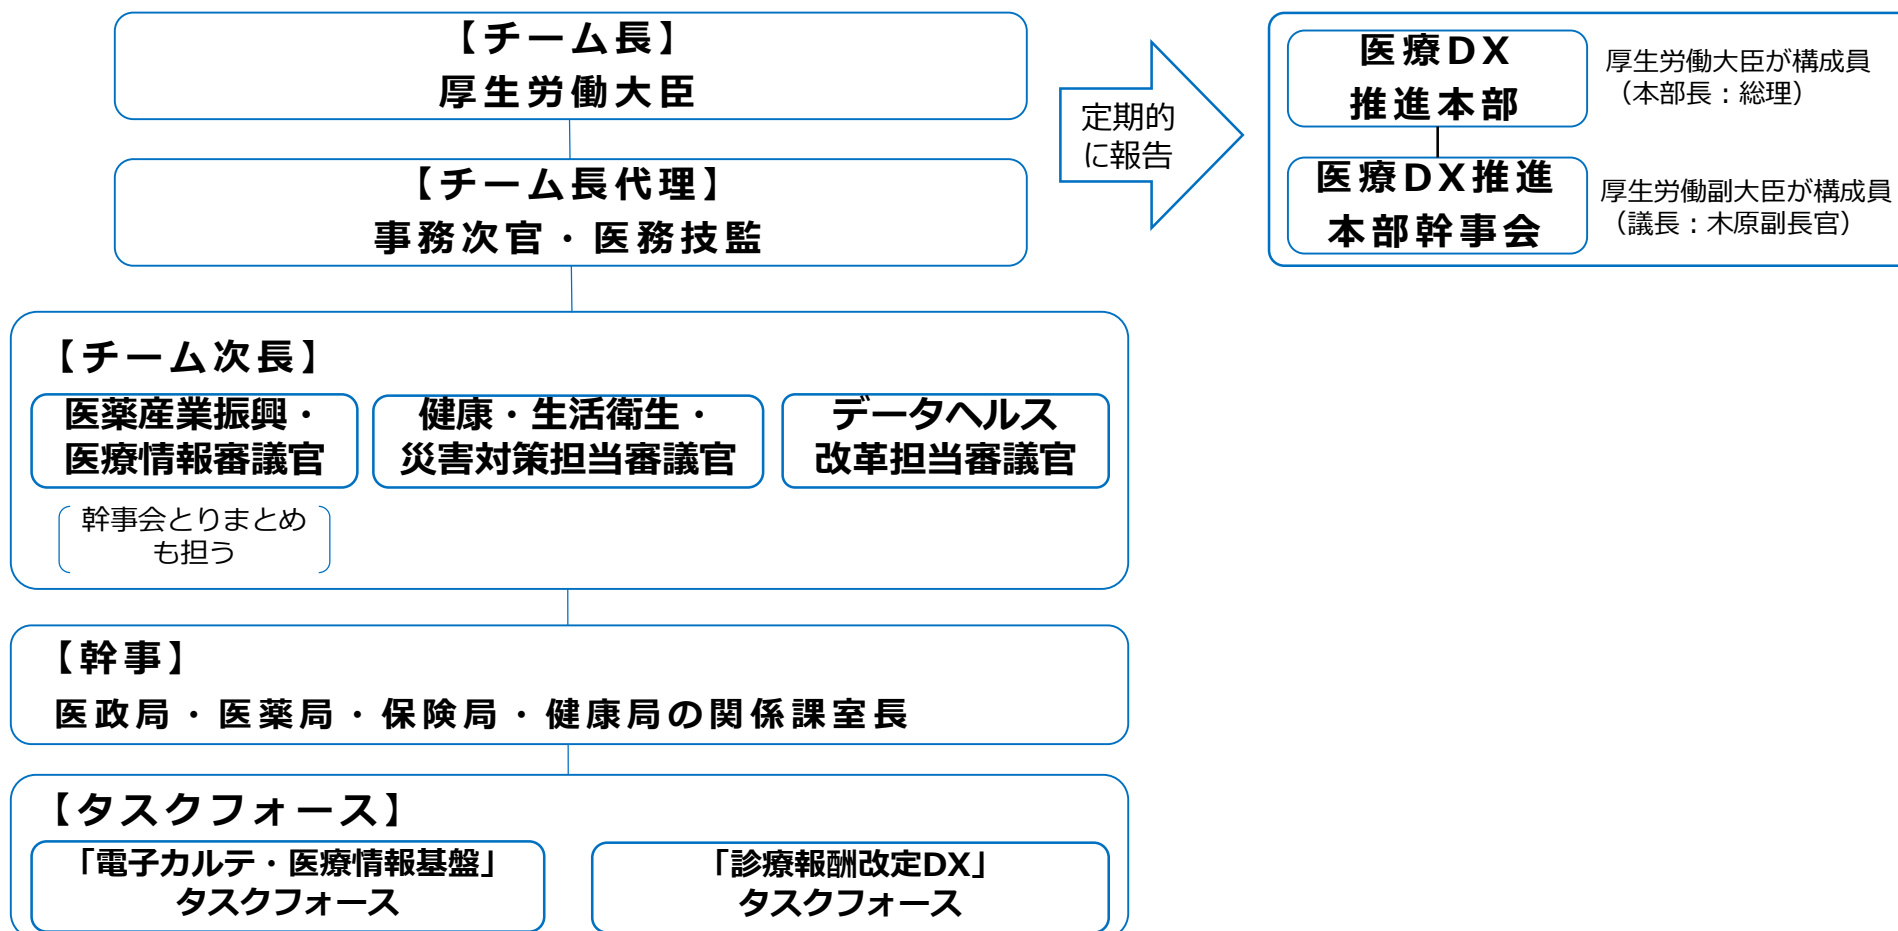 【チーム長】
厚生労働大臣
【チーム長代理】
事務次官・医務技監
定期的
に報告
医療DX
推進本部
厚生労働大臣が構成員
（本部長：総理）
医療DX推進
本部幹事会
厚生労働副大臣が構成員
（議長：木原副長官）
【チーム次長】
医薬産業振興・
医療情報審議官
健康・生活衛生・
災害対策担当審議官
データヘルス
改革担当審議官
幹事会とりまとめ
も担う
【幹事】
医政局・医薬局・保険局・健康局の関係課室長
【タスクフォース】
「電子カルテ・医療情報基盤」
タスクフォース
「診療報酬改定DX」
タスクフォース